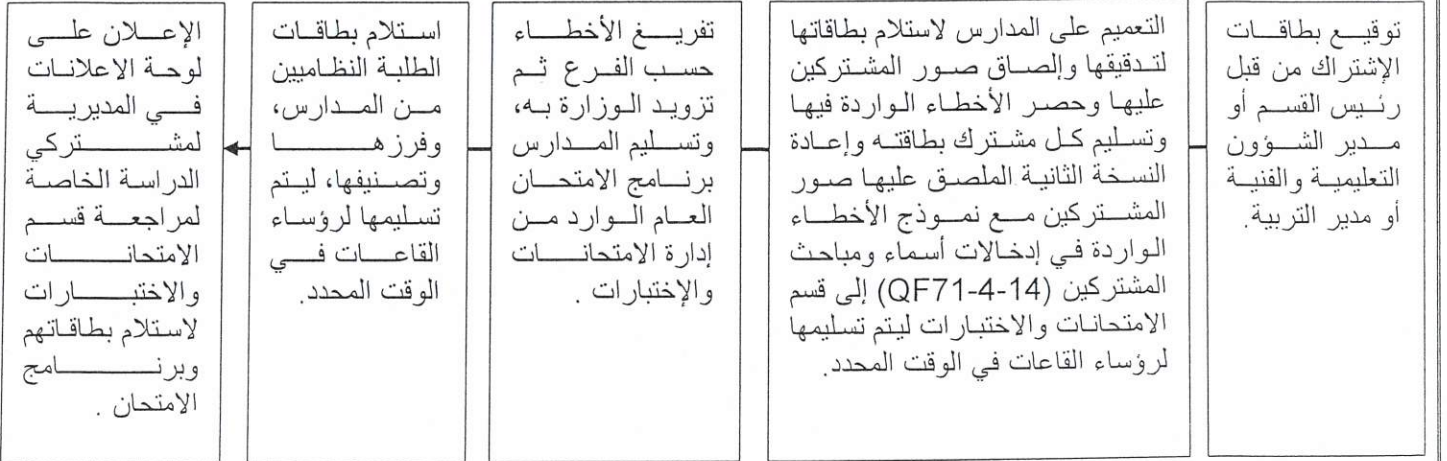 توقيع بطاقات
الإشتراك من قبل
رئيس القسم أو
مدير الشؤون
التعليمية والفنية
أو مدير التربية.
التعميم على المدارس لاستلام بطاقاتها
لتدقيقها وإلصاق صور المشتركين
عليها وحصر الأخطاء الواردة فيها
وتسليم كل مشترك بطاقته وإعادة
النسخة الثانية الملصق عليها صور
المشتركين مع نموذج الأخطاء
الواردة في إدخالات أسماء ومباحث
المشتركين (QF71-4-14) إلى قسم
الامتحانات والاختبارات ليتم تسليمها
لرؤساء القاعات في الوقت المحدد.
تفريغ الأخطاء
حسب الفرع ثم
تزويد الوزارة به،
وتسليم المدارس
برنامج الامتحان
العام الوارد من
إدارة الامتحانات
والإختبارات .
استلام بطاقات
الطلبة النظاميين
من المدارس،
وفرزها
وتصنيفها، ليتم
تسليمها لرؤساء
القاعات في
الوقت المحدد.
الإعلان على
لوحة الاعلانات
في المديرية
لمشتركي
الدراسة الخاصة
لمراجعة قسم
الامتحانات
والاختبارات
لاستلام بطاقاتهم
وبرنامج
الامتحان .